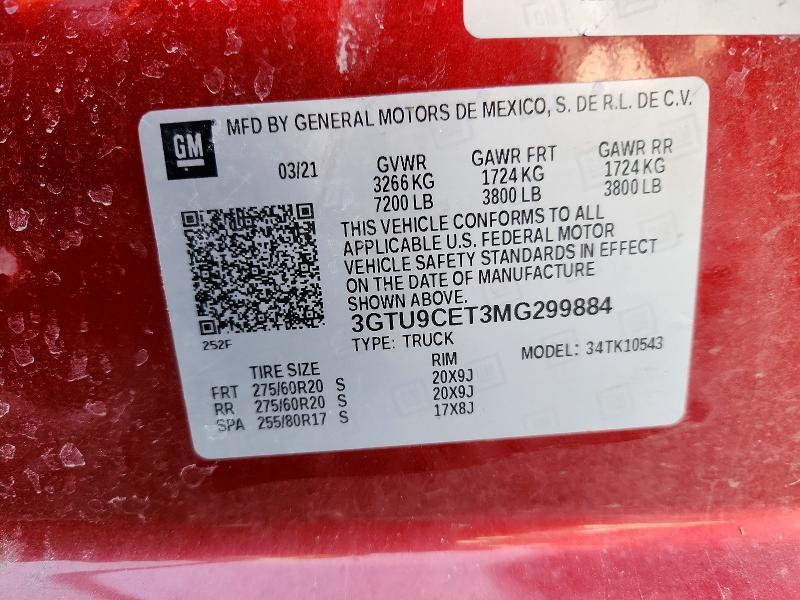 GM
MFD BY GENERAL MOTORS DE MEXICO, S. DE R.L. DE C.V.
03/21 GVWR GAWR FRT GAWR RR
3266 KG 1724 KG 1724 KG
7200 LB 3800 LB 3800 LB
THIS VEHICLE CONFORMS TO ALL
APPLICABLE U.S. FEDERAL MOTOR
VEHICLE SAFETY STANDARDS IN EFFECT
ON THE DATE OF MANUFACTURE
SHOWN ABOVE.
252F
3GTU9CET3MG299884
TYPE: TRUCK MODEL: 34TK10543
TIRE SIZE RIM
FRT 275/60R20 S 20X9J
RR 275/60R20 S 20X9J
SPA 255/80R17 S 17X8J